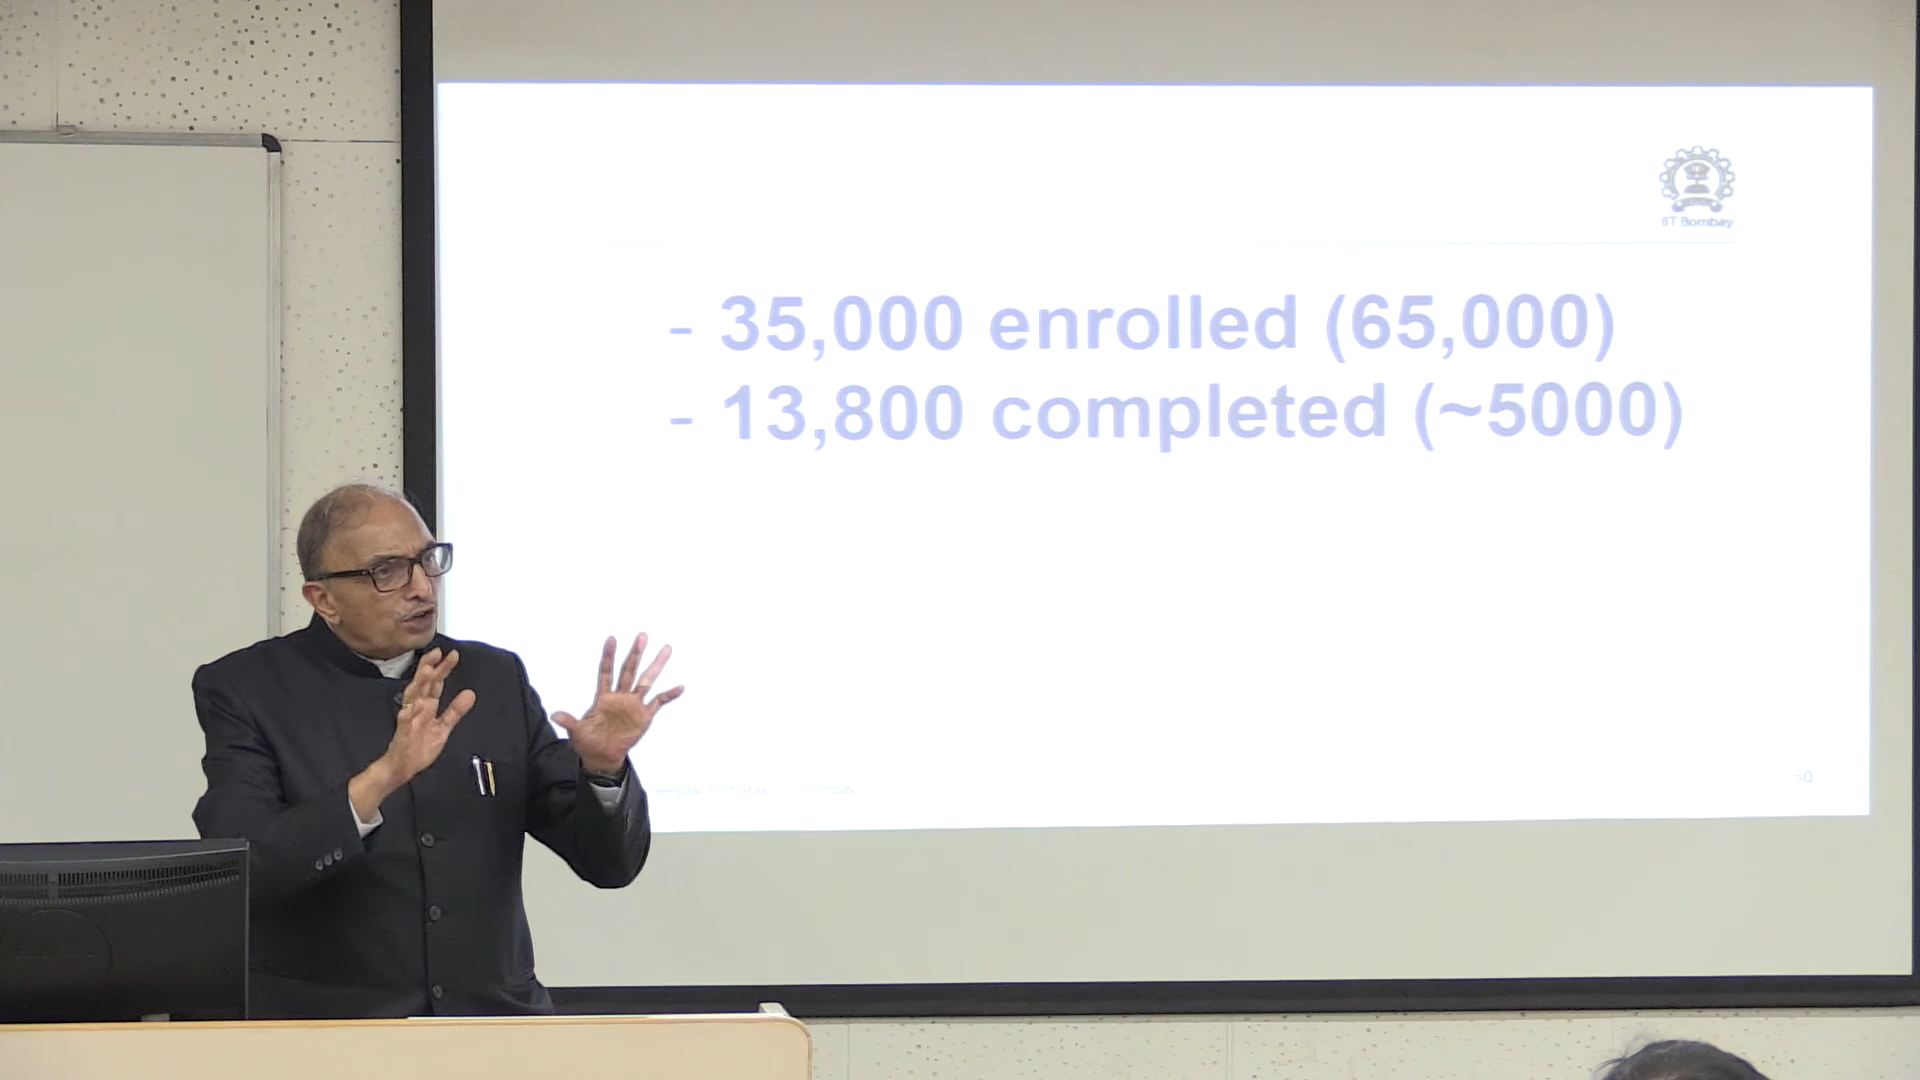 IIT Bombay
- 35,000 enrolled (65,000)
- 13,800 completed (~5000)